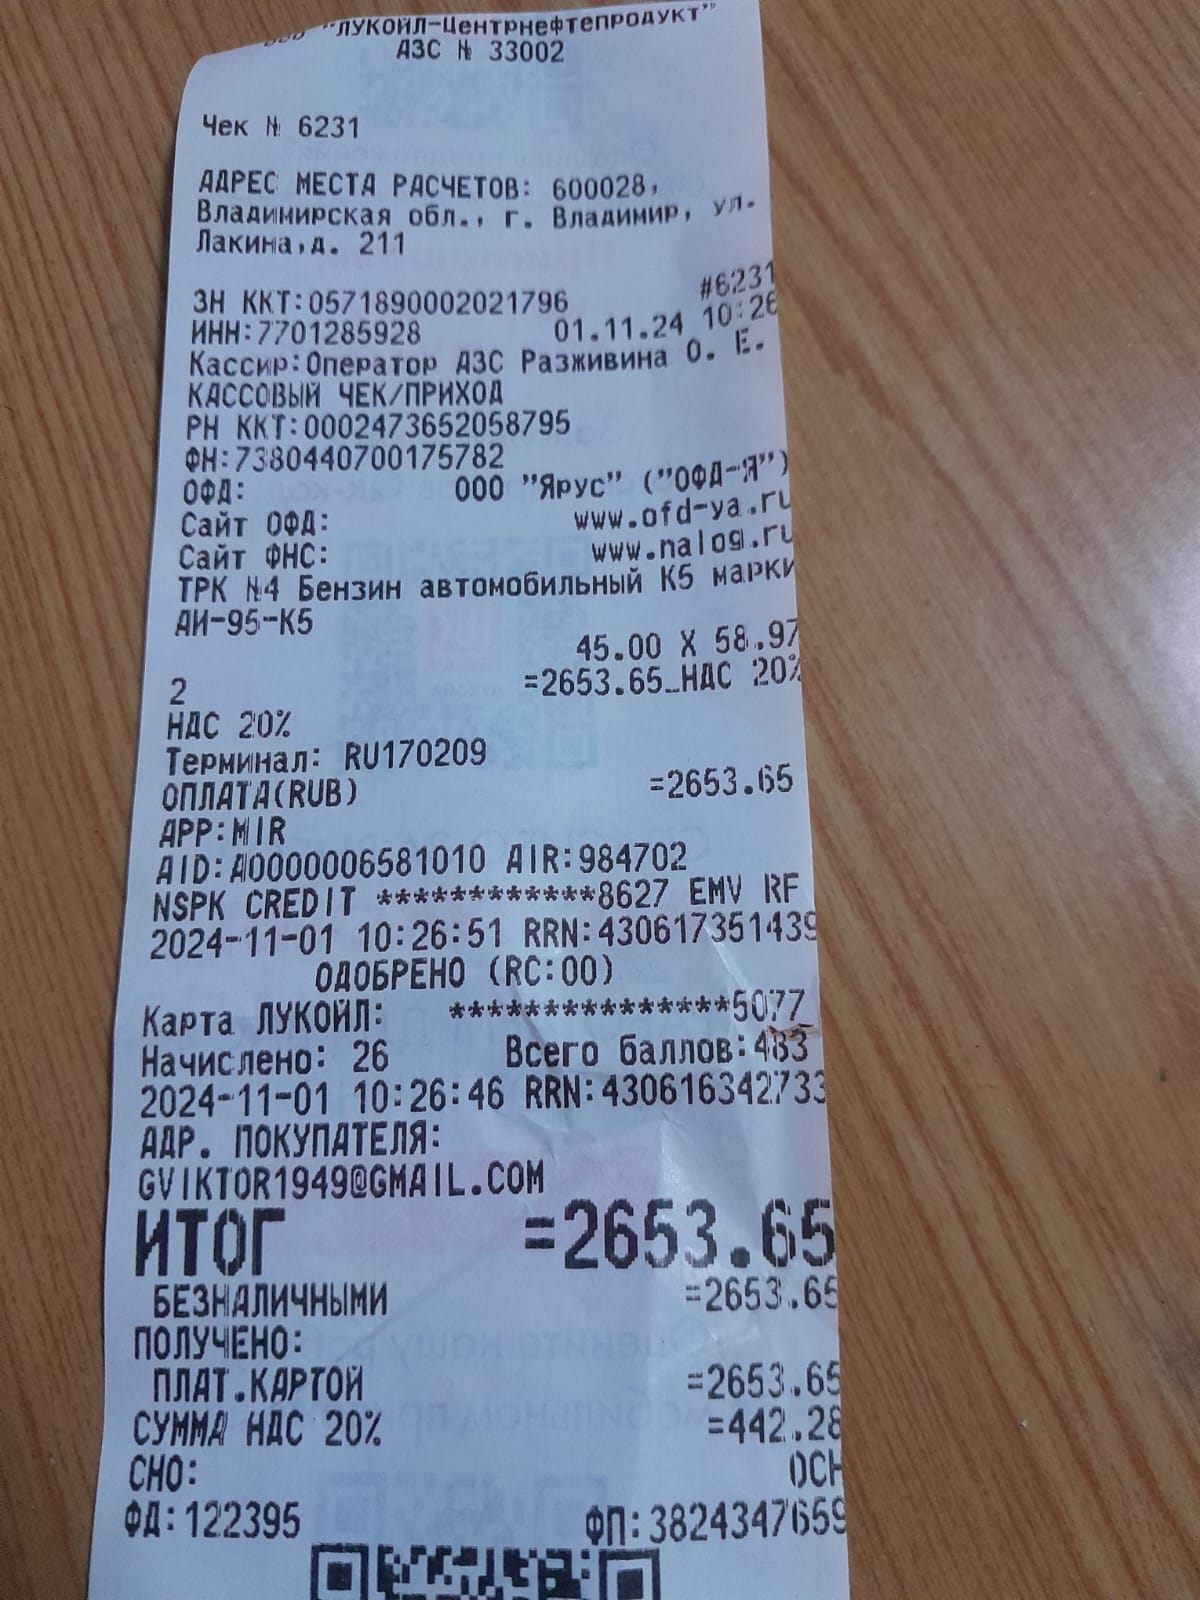 ООО "ЛУКОЙЛ-Центрнефтепродукт"
АЗС № 33002
Чек № 6231
АДРЕС МЕСТА РАСЧЕТОВ: 600028,
Владимирская обл., г. Владимир, ул.
Лакина,д. 211
ЗН ККТ:0571890002021796 #6231
ИНН:7701285928 01.11.24 10:26
Кассир:Оператор АЗС Разживина О. Е.
КАССОВЫЙ ЧЕК/ПРИХОД
РН ККТ:0002473652058795
ФН:7380440700175782
ОФД: ООО "Ярус" ("ОФД-Я")
Сайт ОФД: www.ofd-ya.ru
Сайт ФНС: www.nalog.ru
ТРК №4 Бензин автомобильный К5 марки
АИ-95-К5
45.00 X 58.97
2 =2653.65_НДС 20%
НДС 20%
Терминал: RU170209
ОПЛАТА(RUB) =2653.65
APP:MIR
AID:A0000006581010 AIR:984702
NSPK CREDIT ************8627 EMV RF
2024-11-01 10:26:51 RRN:430617351439
ОДОБРЕНО (RC:00)
Карта ЛУКОЙЛ: ***************5077
Начислено: 26 Всего баллов:483
2024-11-01 10:26:46 RRN:430616342733
АДР. ПОКУПАТЕЛЯ:
GVIKTOR1949@GMAIL.COM
ИТОГ =2653.65
БЕЗНАЛИЧНЫМИ =2653.65
ПОЛУЧЕНО:
ПЛАТ.КАРТОЙ =2653.65
СУММА НДС 20% =442.28
СНО: ОСН
ФД:122395 ФП:3824347659